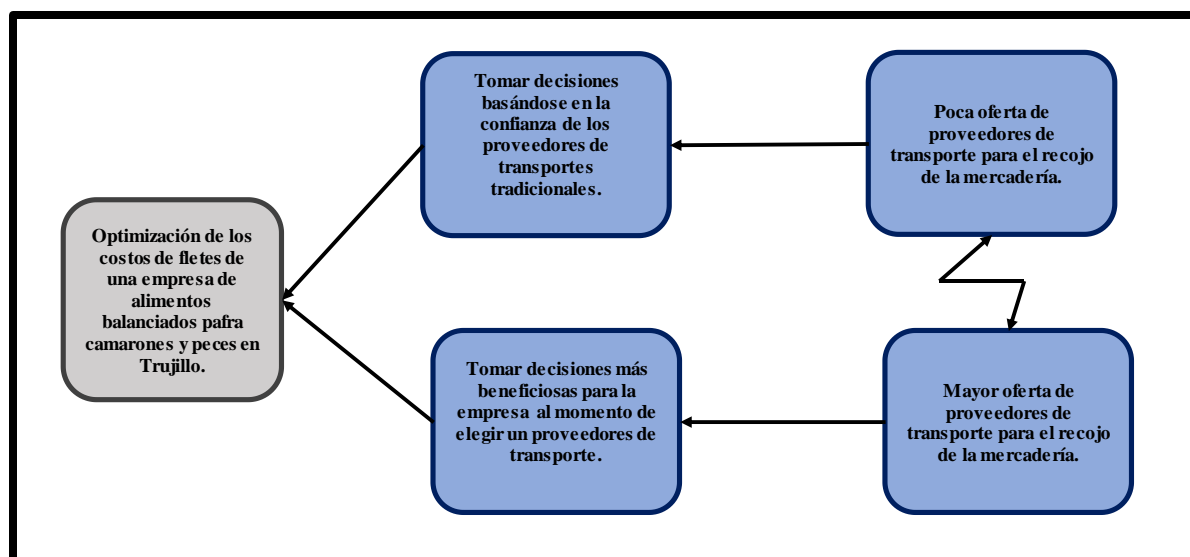 Tomar decisiones
basándose en la
confianza de los
proveedores de
transportes
tradicionales.
Poca oferta de
proveedores de
transporte para el recojo
de la mercadería.
Optimización de los
costos de fletes de
una empresa de
alimentos
balanciados pafra
camarones y peces en
Trujillo.
Tomar decisiones más
beneficiosas para la
empresa al momento de
elegir un proveedores de
transporte.
Mayor oferta de
proveedores de
transporte para el recojo
de la mercadería.